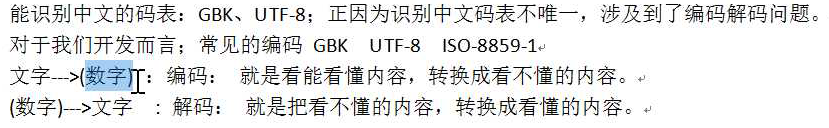 能识别中文的码表：GBK、UTF-8；正因为识别中文码表不唯一，涉及到了编码解码问题。
对于我们开发而言；常见的编码 GBK UTF-8 ISO-8859-1
文字--->(数字) ：编码： 就是看能看懂内容，转换成看不懂的内容。
(数字)--->文字 ：解码： 就是把看不懂的内容，转换成看懂的内容。